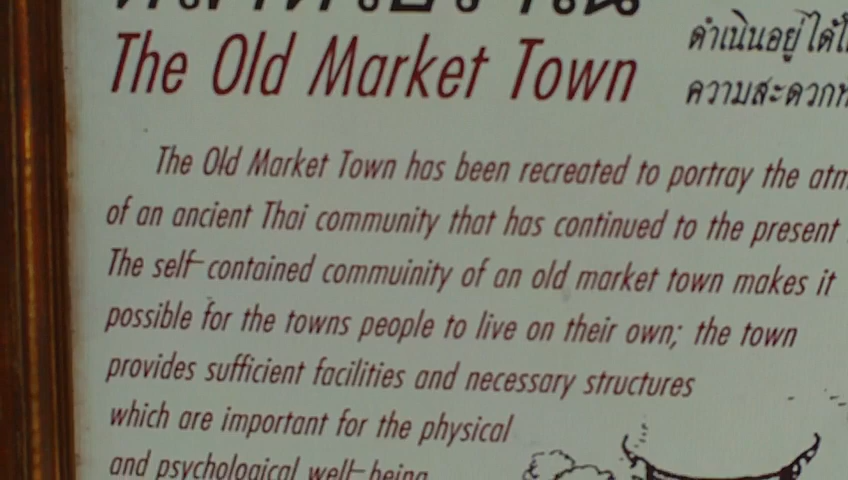 The Old Market Town
ดำเนินอยู่ได้
ความสะดวก
The Old Market Town has been recreated to portray the
of an ancient Thai community that has continued to the present
The self-contained commuinity of an old market town makes it
possible for the towns people to live on their own; the town
provides sufficient facilities and necessary structures
which are important for the physical
and psychological well-being